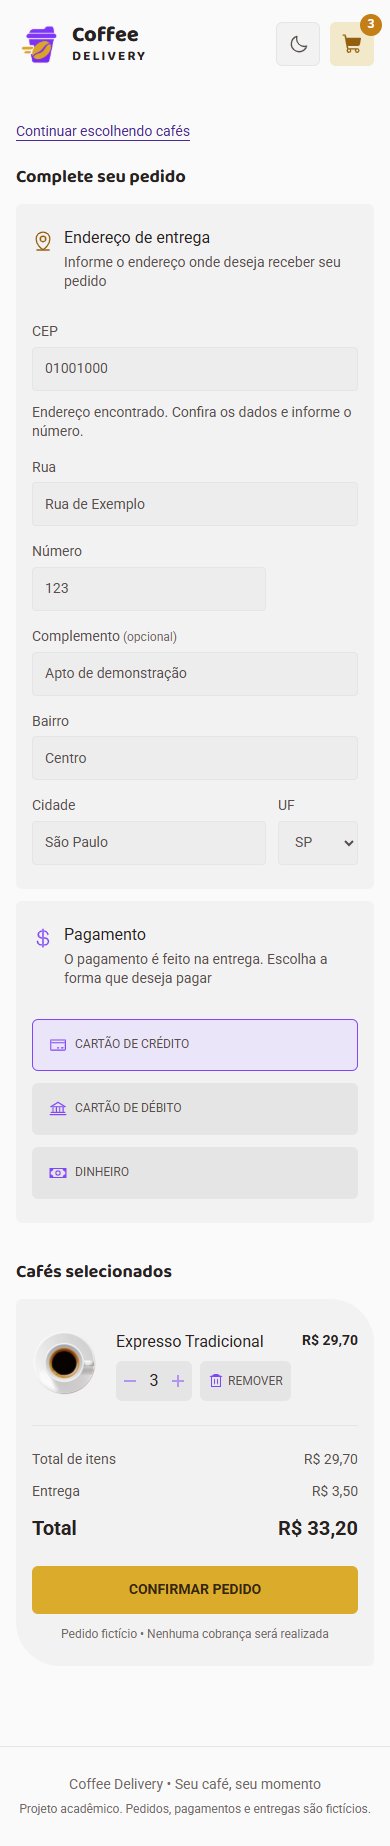 Coffee
DELIVERY
3
Continuar escolhendo cafés
Complete seu pedido
Endereço de entrega
Informe o endereço onde deseja receber seu
pedido
CEP
01001000
Endereço encontrado. Confira os dados e informe o
número.
Rua
Rua de Exemplo
Número
123
Complemento (opcional)
Apto de demonstração
Bairro
Centro
Cidade
UF
São Paulo
SP
Pagamento
O pagamento é feito na entrega. Escolha a
forma que deseja pagar
CARTÃO DE CRÉDITO
CARTÃO DE DÉBITO
DINHEIRO
Cafés selecionados
Expresso Tradicional
R$ 29,70
3
REMOVER
Total de itens
R$ 29,70
Entrega
R$ 3,50
Total
R$ 33,20
CONFIRMAR PEDIDO
Pedido fictício • Nenhuma cobrança será realizada
Coffee Delivery • Seu café, seu momento
Projeto acadêmico. Pedidos, pagamentos e entregas são fictícios.